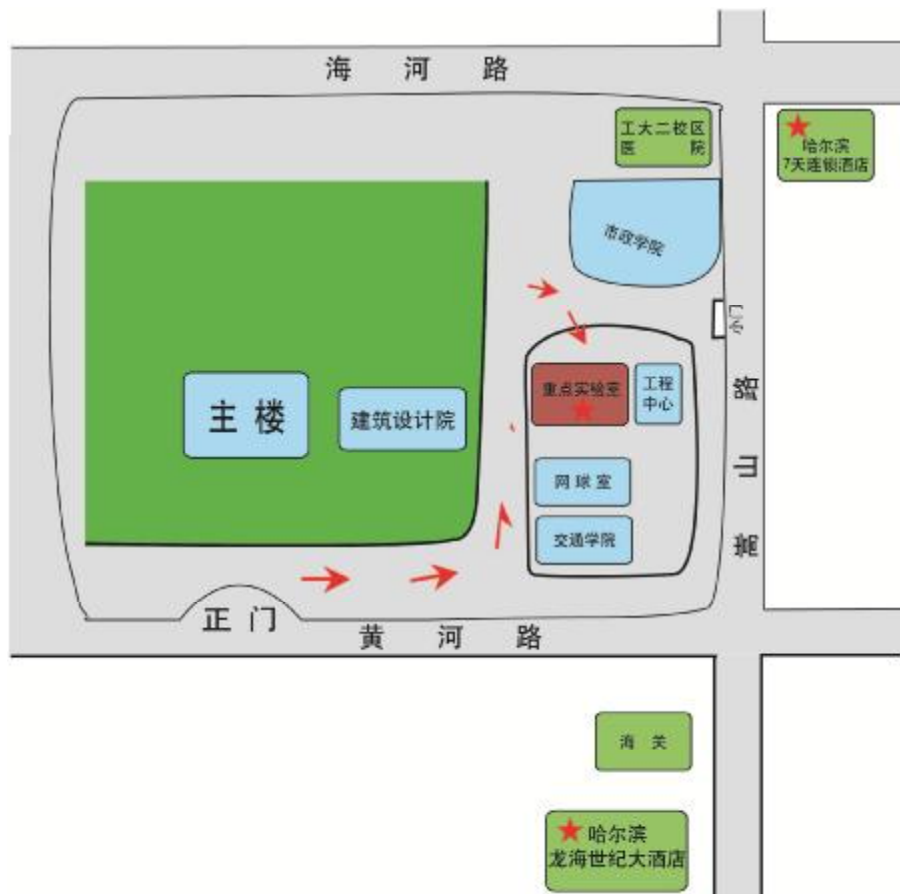 海 河 路
工大二校区
医 院
哈尔滨
7天连锁酒店
市政学院
小门
重点实验室
工程
中心
主 楼
建筑设计院
嵩 山 路
网 球 室
交通学院
正 门
黄 河 路
海 关
哈尔滨
龙海世纪大酒店